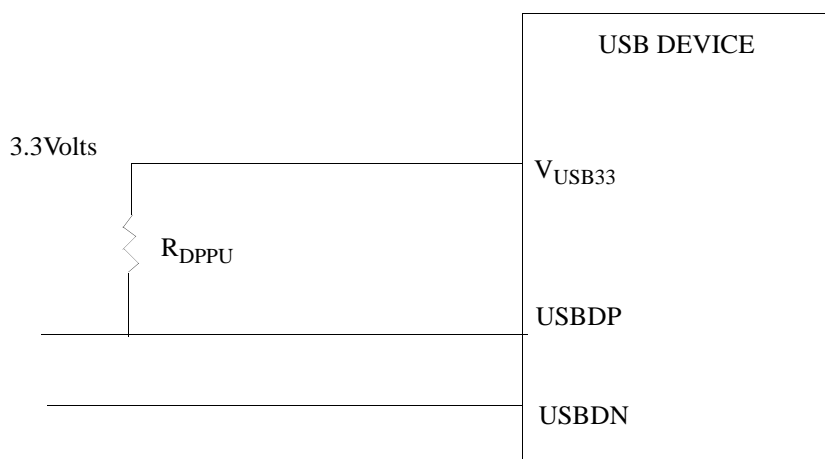 USB DEVICE
3.3Volts
VUSB33
RDPPU
USBDP
USBDN